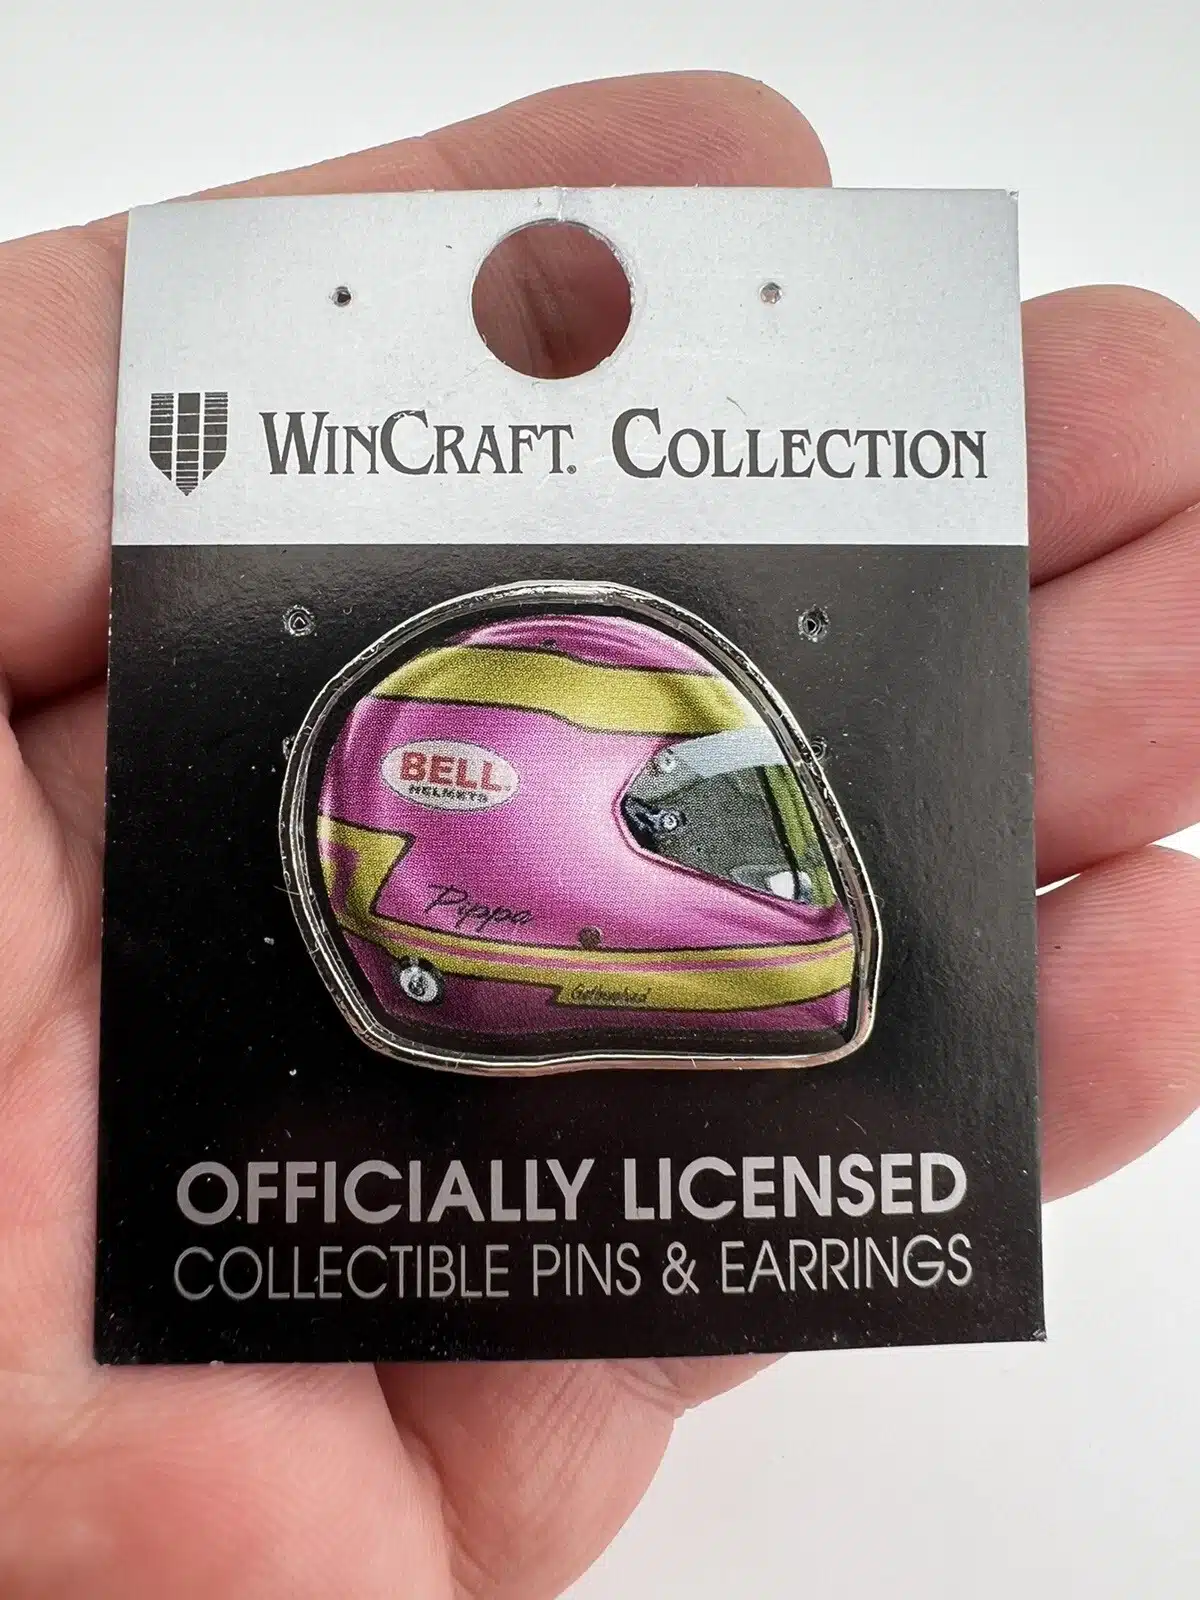 WINCRAFT. COLLECTION
BELL
HELMETS
Pippa
OFFICIALLY LICENSED
COLLECTIBLE PINS & EARRINGS